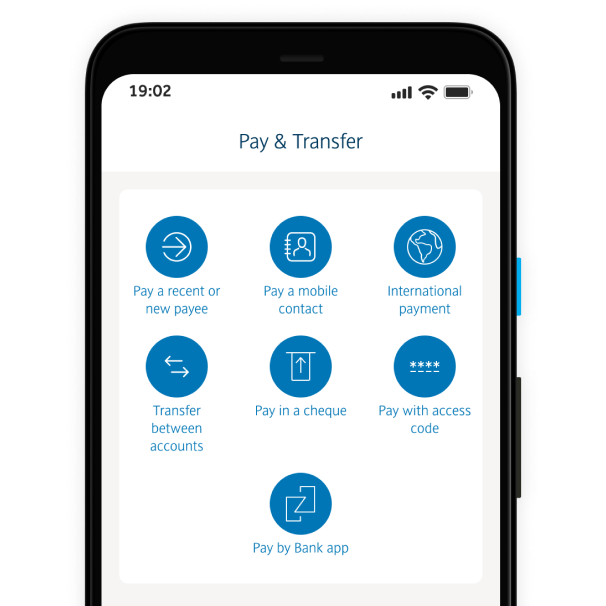 19:02
Pay & Transfer
Pay a recent or
new payee
Pay a mobile
contact
International
payment
Transfer
between
accounts
Pay in a cheque
****
Pay with access
code
Pay by Bank app